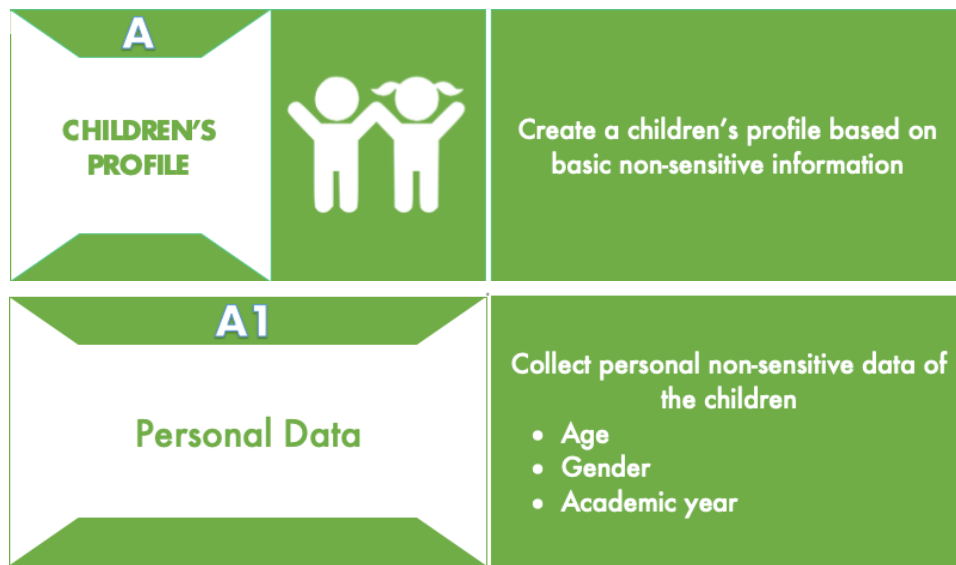 A
CHILDREN'S
PROFILE
Create a children's profile based on
basic non-sensitive information
A1
Personal Data
Collect personal non-sensitive data of
the children
• Age
• Gender
• Academic year